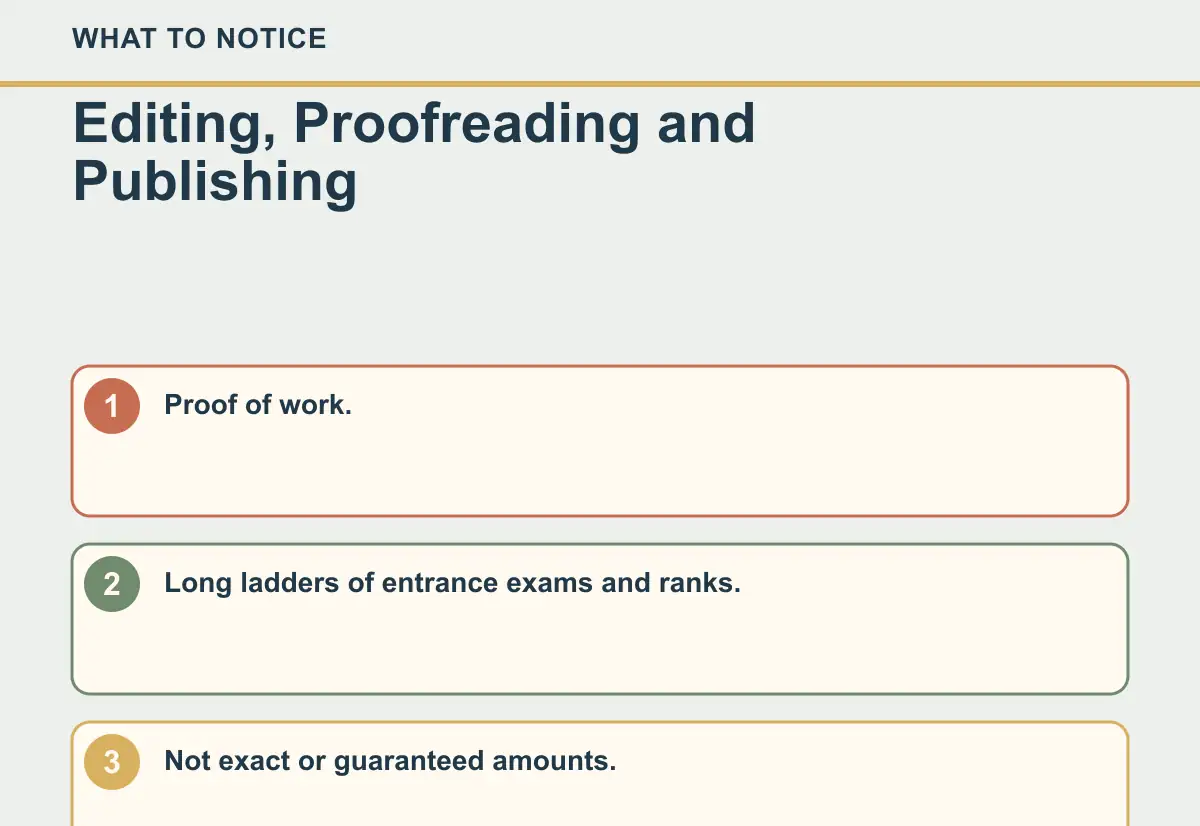 WHAT TO NOTICE
Editing, Proofreading and
Publishing
1
Proof of work.
2
Long ladders of entrance exams and ranks.
3
Not exact or guaranteed amounts.